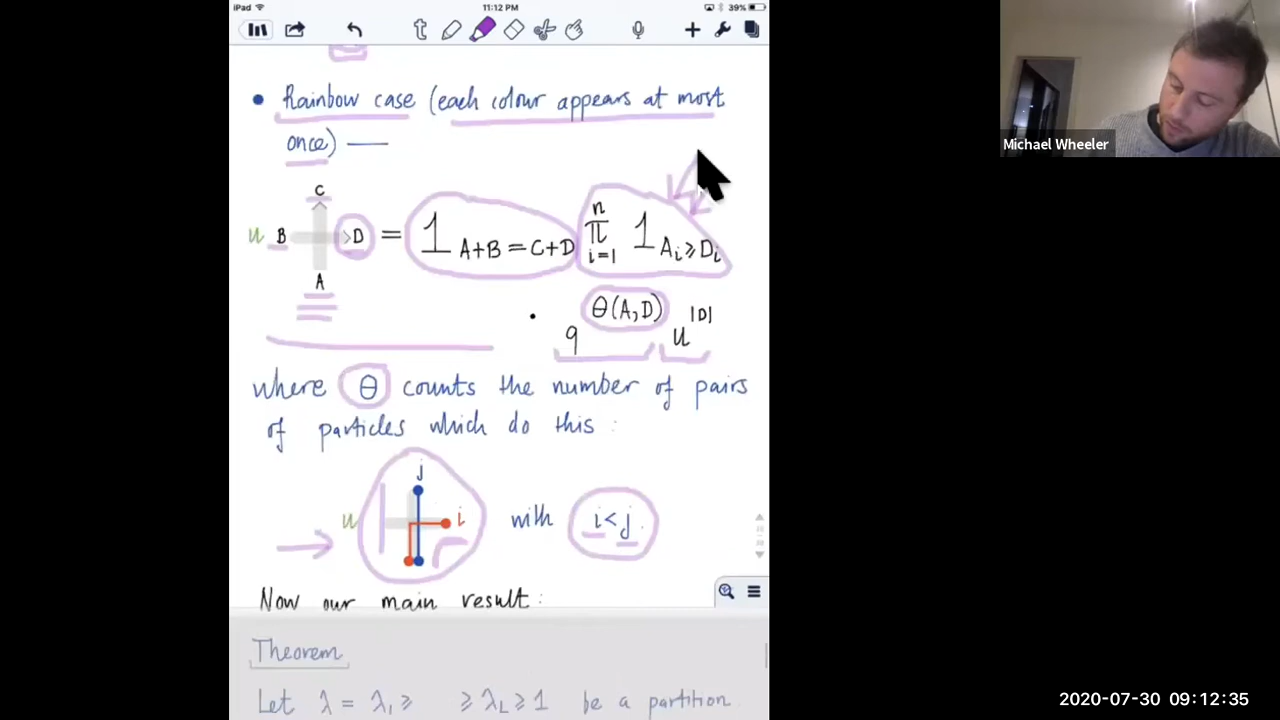 iPad 11:12 PM 39%
• Rainbow case (each colour appears at most
once) —
C
u B > D = 1 A+B=C+D n ∏ i=1 1 Ai ≥ Di
A
· q θ(A,D) u |D|
where θ counts the number of pairs
of particles which do this :
j
u i with i<j.
Now our main result:
Theorem
Let λ = λ1 ≥ ≥ λL ≥ 1 be a partition.
Michael Wheeler
2020-07-30 09:12:35